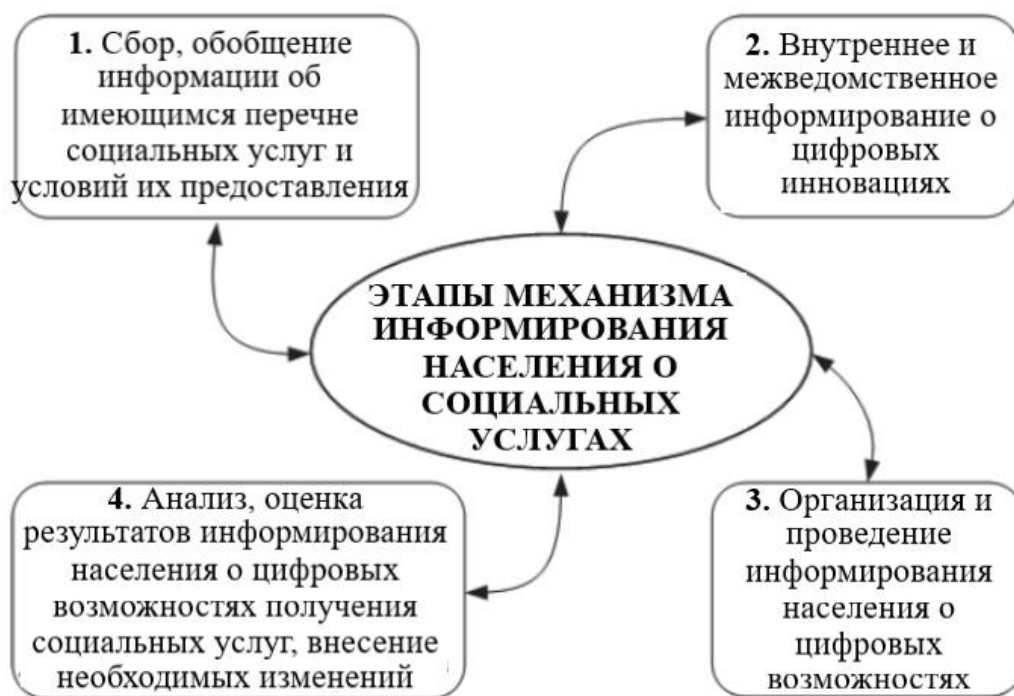 1. Сбор, обобщение
информации об
имеющимся перечне
социальных услуг и
условий их предоставления
2. Внутреннее и
межведомственное
информирование о
цифровых
инновациях
ЭТАПЫ МЕХАНИЗМА
ИНФОРМИРОВАНИЯ
НАСЕЛЕНИЯ О
СОЦИАЛЬНЫХ
УСЛУГАХ
3. Организация и
проведение
информирования
населения о
цифровых
возможностях
4. Анализ, оценка
результатов информирования
населения о цифровых
возможностях получения
социальных услуг, внесение
необходимых изменений